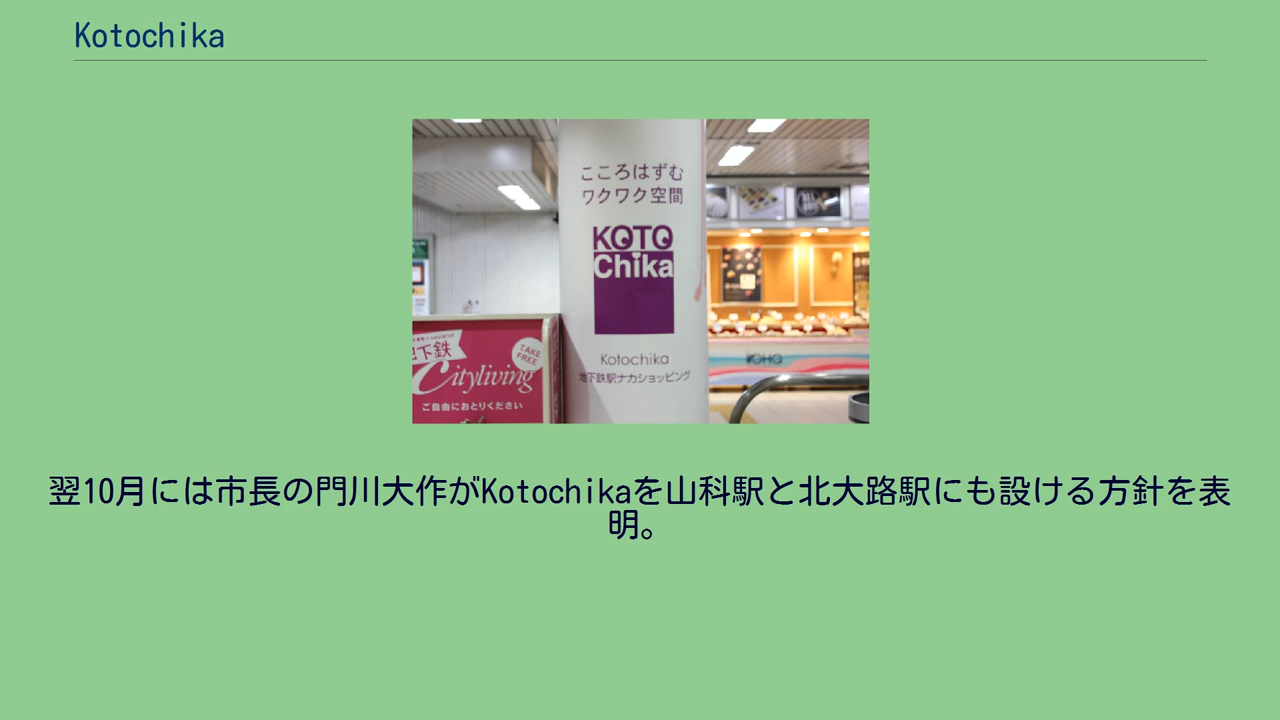 Kotochika
こころはずむ
ワクワク空間
KOTO
Chika
Kotochika
地下鉄駅ナカショッピング
下鉄
TAKE
FREE
Cityliving
ご自由におとりください
KOHA
翌10月には市長の門川大作がKotochikaを山科駅と北大路駅にも設ける方針を表
明。